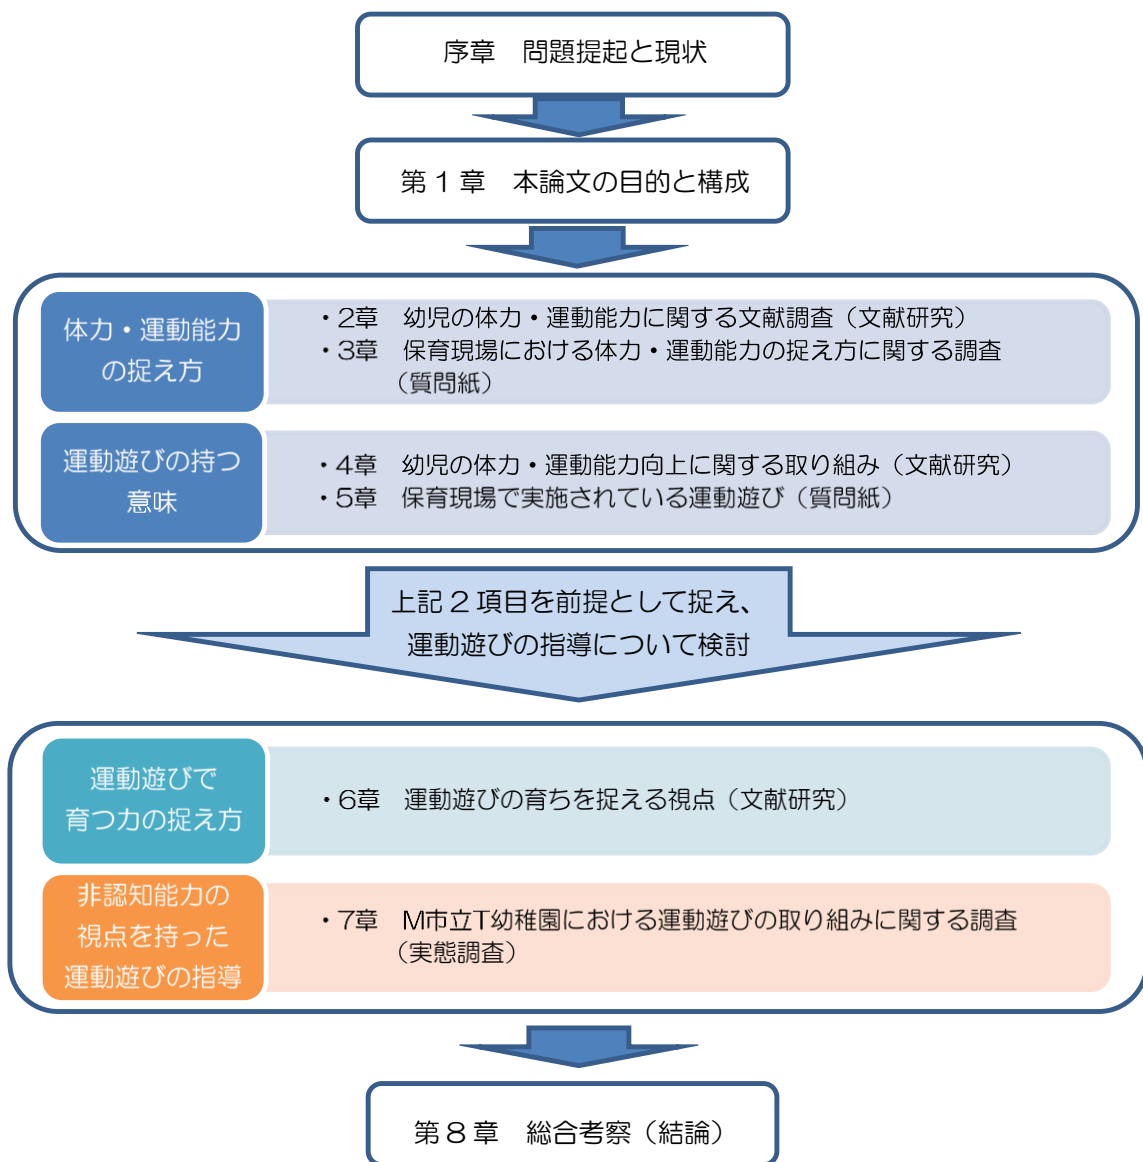 序章　問題提起と現状
第１章　本論文の目的と構成
体力・運動能力
の捉え方
・2章　幼児の体力・運動能力に関する文献調査（文献研究）
・3章　保育現場における体力・運動能力の捉え方に関する調査
（質問紙）
運動遊びの持つ
意味
・4章　幼児の体力・運動能力向上に関する取り組み（文献研究）
・5章　保育現場で実施されている運動遊び（質問紙）
上記２項目を前提として捉え、
運動遊びの指導について検討
運動遊びで
育つ力の捉え方
・6章　運動遊びの育ちを捉える視点（文献研究）
非認知能力の
視点を持った
運動遊びの指導
・7章　M市立T幼稚園における運動遊びの取り組みに関する調査
（実態調査）
第８章　総合考察（結論）